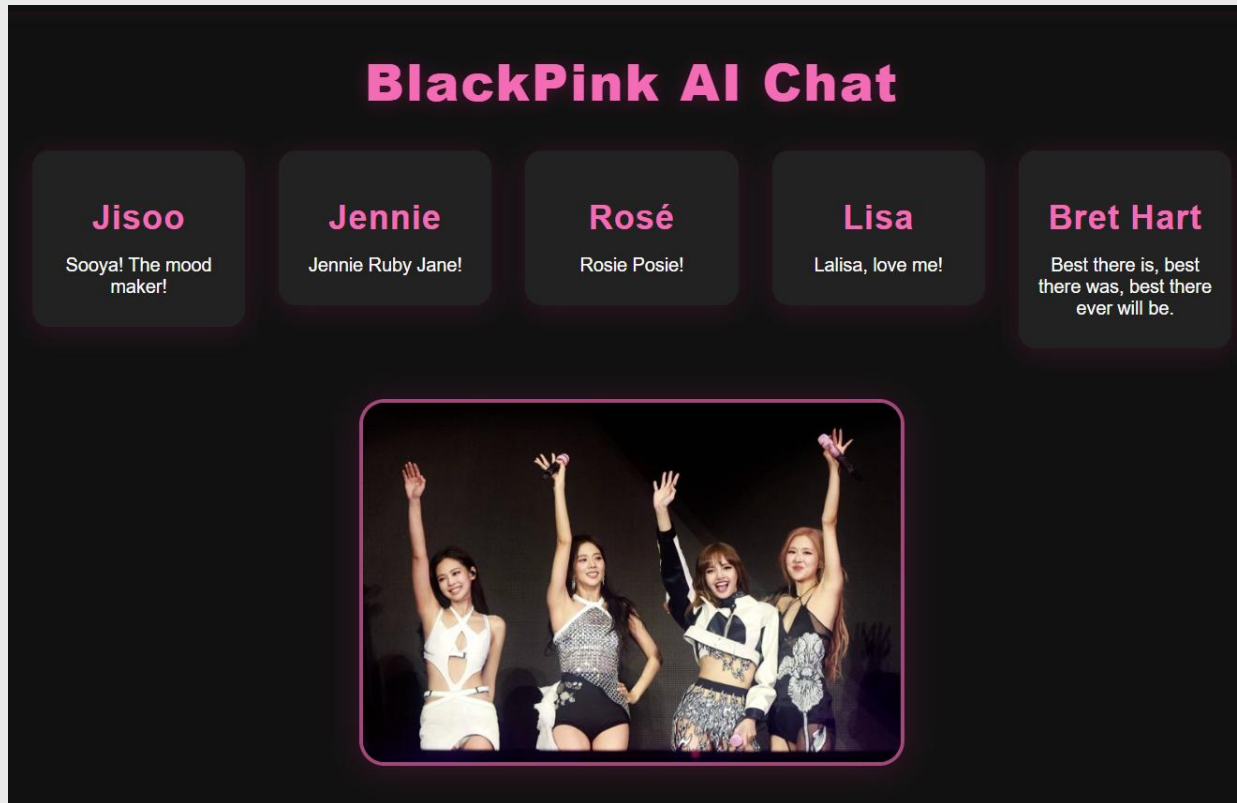 BlackPink AI Chat
Jisoo
Sooya! The mood
maker!
Jennie
Jennie Ruby Jane!
Rosé
Rosie Posie!
Lisa
Lalisa, love me!
Bret Hart
Best there is, best
there was, best there
ever will be.